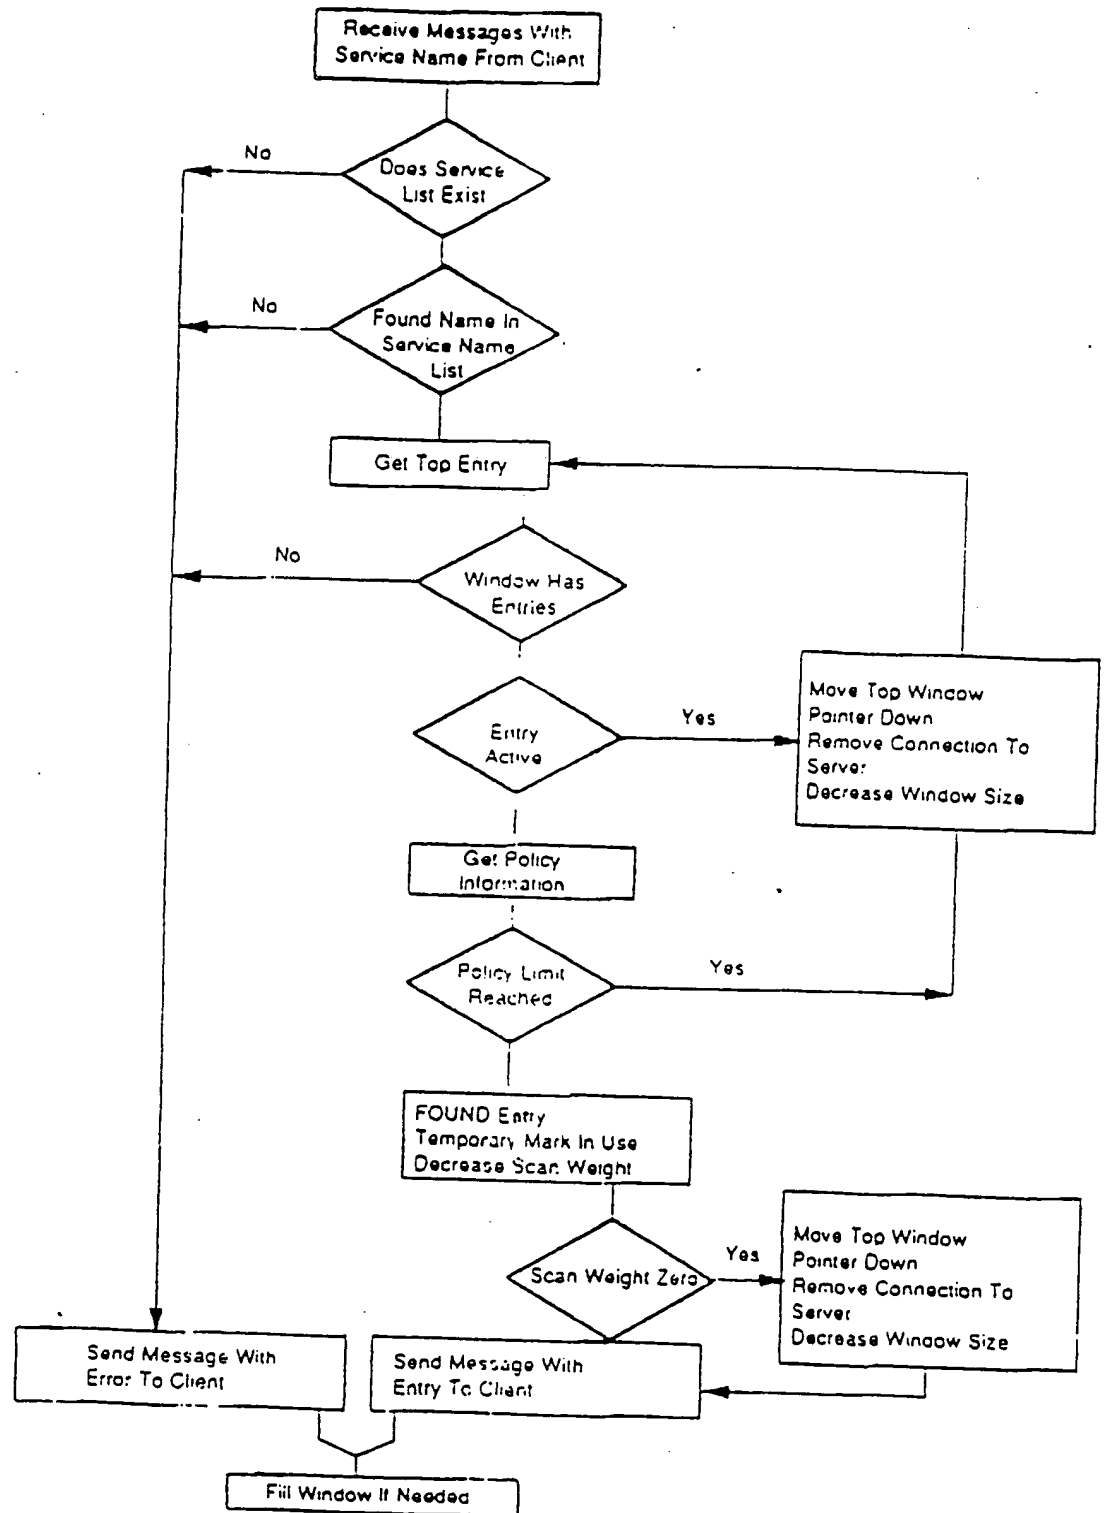 Receive Messages With
Service Name From Client
No
Does Service
List Exist
No
Found Name In
Service Name
List
Get Top Entry
No
Window Has
Entries
Entry
Active
Yes
Move Top Window
Pointer Down
Remove Connection To
Server
Decrease Window Size
Get Policy
Information
Policy Limit
Reached
Yes
FOUND Entry
Temporary Mark In Use
Decrease Scan Weight
Scan Weight Zero
Yes
Move Top Window
Pointer Down
Remove Connection To
Server
Decrease Window Size
Send Message With
Error To Client
Send Message With
Entry To Client
Fill Window If Needed